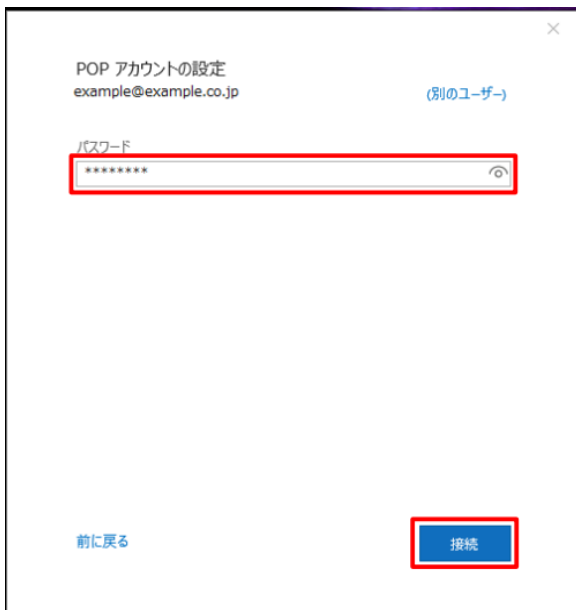 POP アカウントの設定
example@example.co.jp
(別のユーザー)
パスワード
********
前に戻る
接続